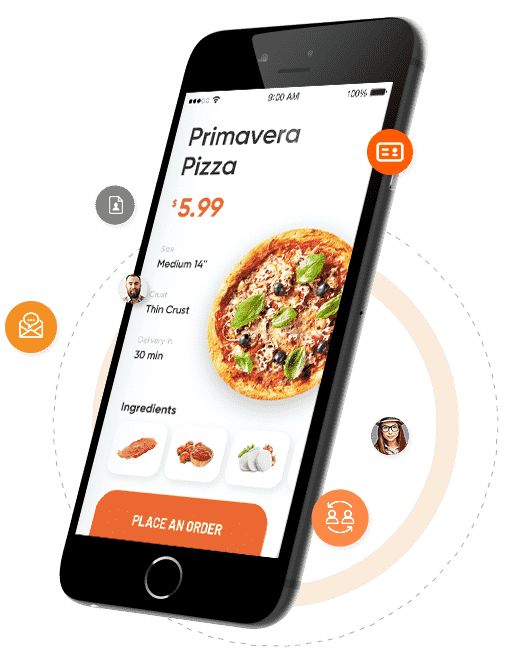 9:00 AM 100%
Primavera
Pizza
$5.99
Size
Medium 14"
Crust
Thin Crust
Delivery in
30 min
Ingredients
PLACE AN ORDER